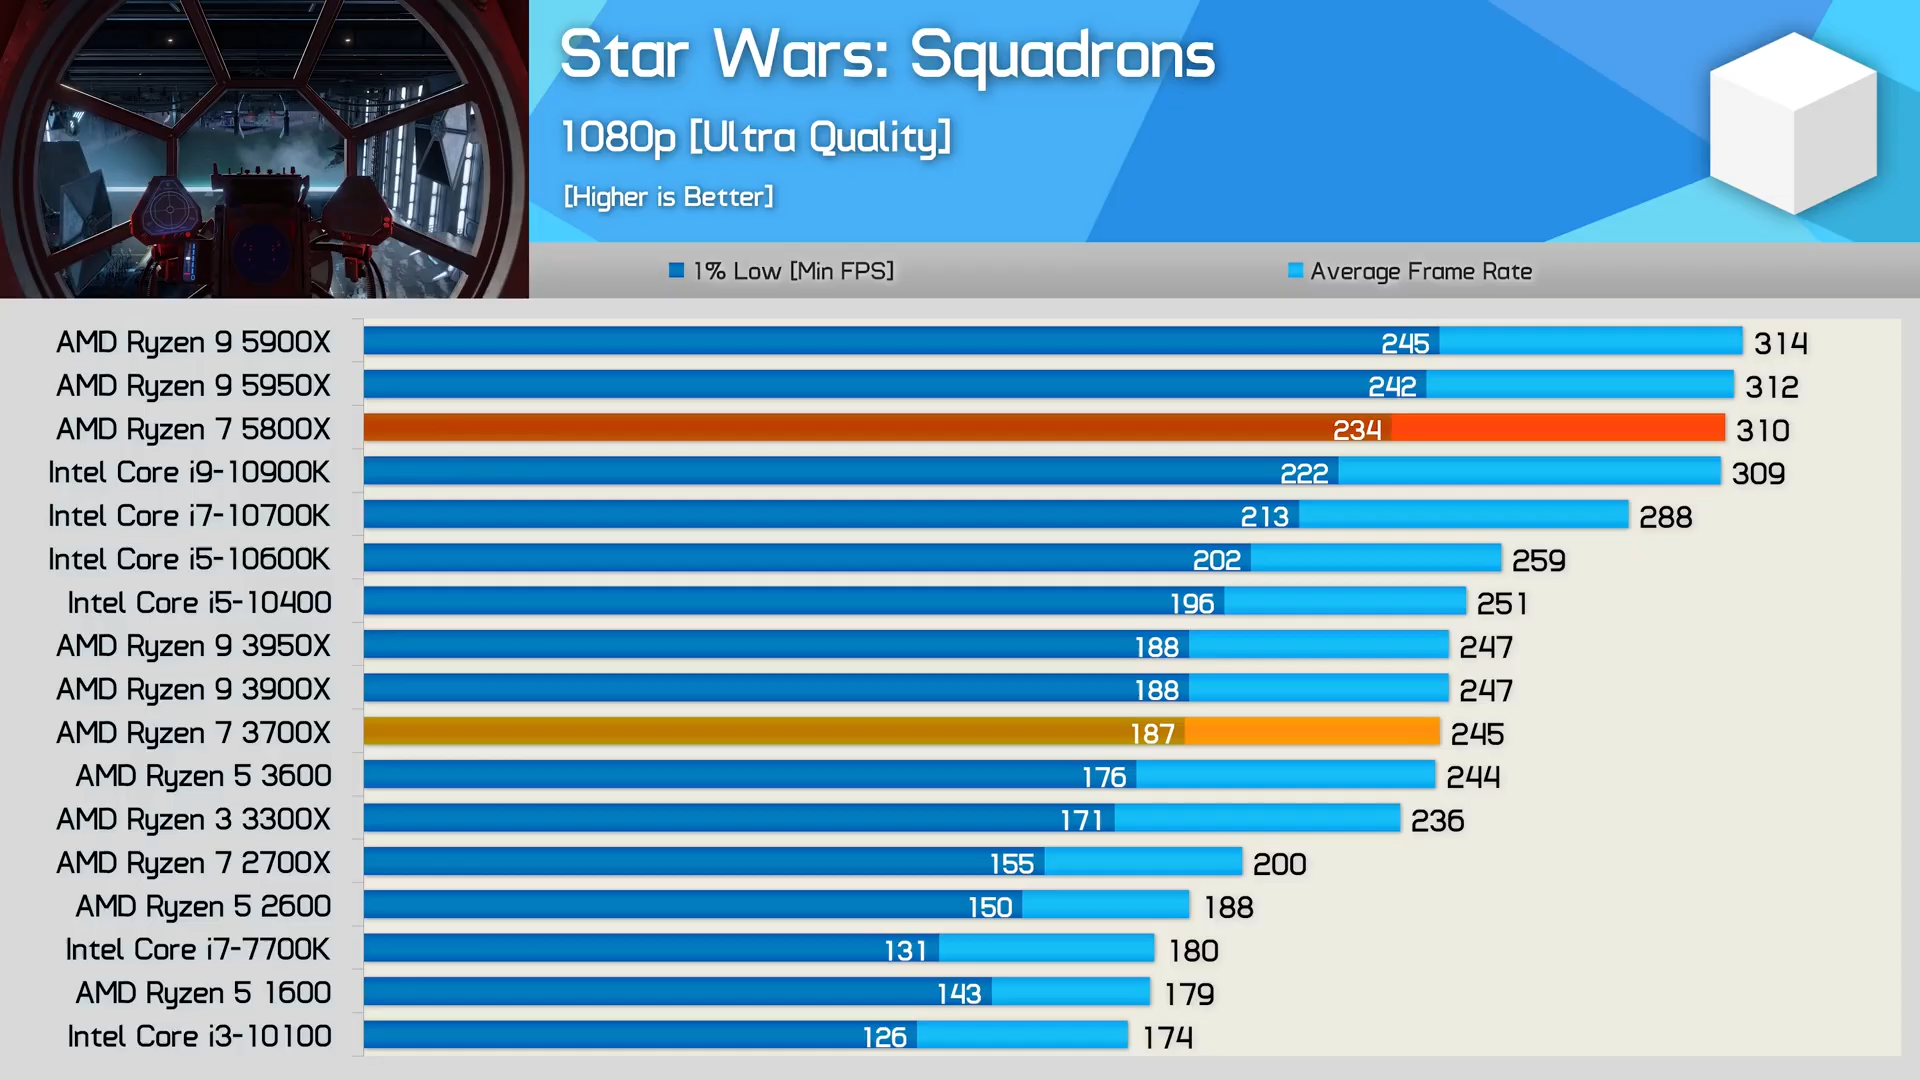 Star Wars: Squadrons
1080p [Ultra Quality]
[Higher is Better]
1% Low [Min FPS] Average Frame Rate
AMD Ryzen 9 5900X 245 314
AMD Ryzen 9 5950X 242 312
AMD Ryzen 7 5800X 234 310
Intel Core i9-10900K 222 309
Intel Core i7-10700K 213 288
Intel Core i5-10600K 202 259
Intel Core i5-10400 196 251
AMD Ryzen 9 3950X 188 247
AMD Ryzen 9 3900X 188 247
AMD Ryzen 7 3700X 187 245
AMD Ryzen 5 3600 176 244
AMD Ryzen 3 3300X 171 236
AMD Ryzen 7 2700X 155 200
AMD Ryzen 5 2600 150 188
Intel Core i7-7700K 131 180
AMD Ryzen 5 1600 143 179
Intel Core i3-10100 126 174